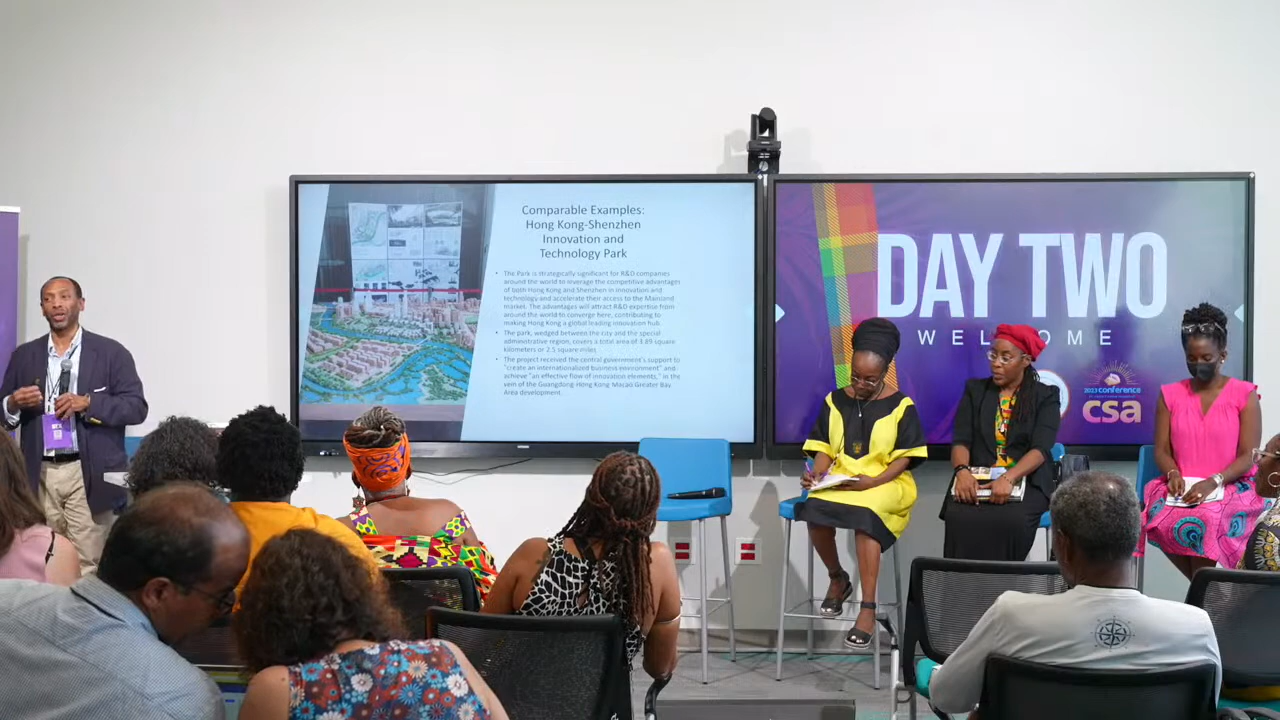 Comparable Examples:
Hong Kong-Shenzhen
Innovation and
Technology Park
• The Park is strategically significant for R&D companies
around the world to leverage the competitive advantages
of both Hong Kong and Shenzhen in innovation and
technology and accelerate their access to the Mainland
market. The advantages will attract R&D expertise from
around the world to converge here, contributing to
making Hong Kong a global leading innovation hub.
• The park, wedged between the city and the special
administrative region, covers a total area of 3.89 square
kilometers or 2.5 square miles
• The project received the central government's support to
"create an internationalized business environment" and
achieve "an effective flow of innovation elements," in the
vein of the Guangdong-Hong Kong-Macao Greater Bay
Area development.
DAY TWO
WELCOME
2023 conference
csa